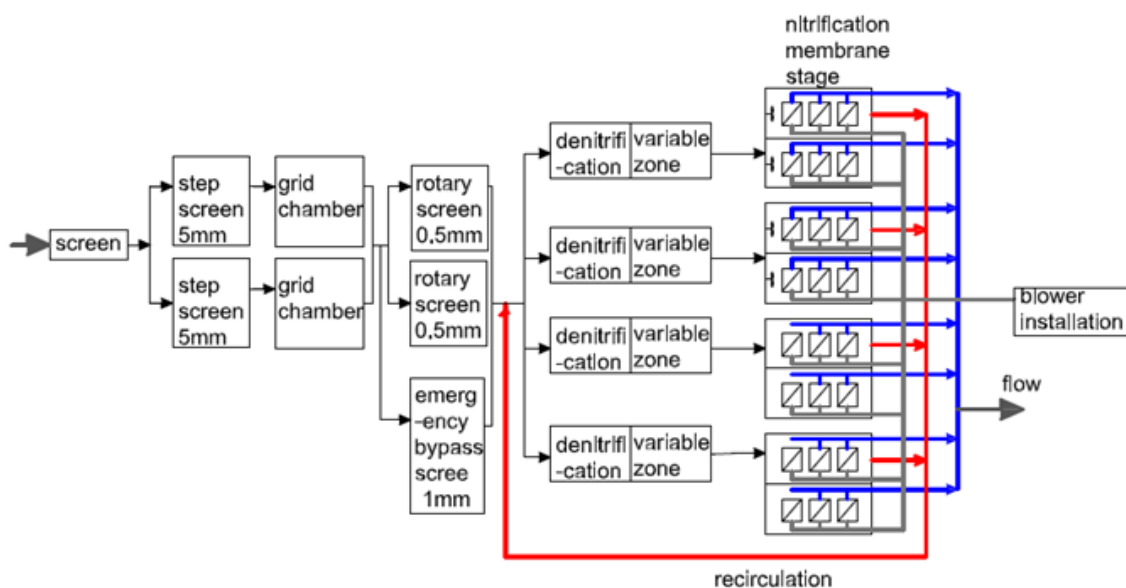 nitrification
membrane
stage
screen
step
screen
5mm
grid
chamber
step
screen
5mm
grid
chamber
rotary
screen
0.5mm
rotary
screen
0.5mm
emerg
-ency
bypass
scree
1mm
denitrifi
-cation
variable
zone
denitrifi
-cation
variable
zone
denitrifi
-cation
variable
zone
denitrifi
-cation
variable
zone
blower
installation
flow
recirculation